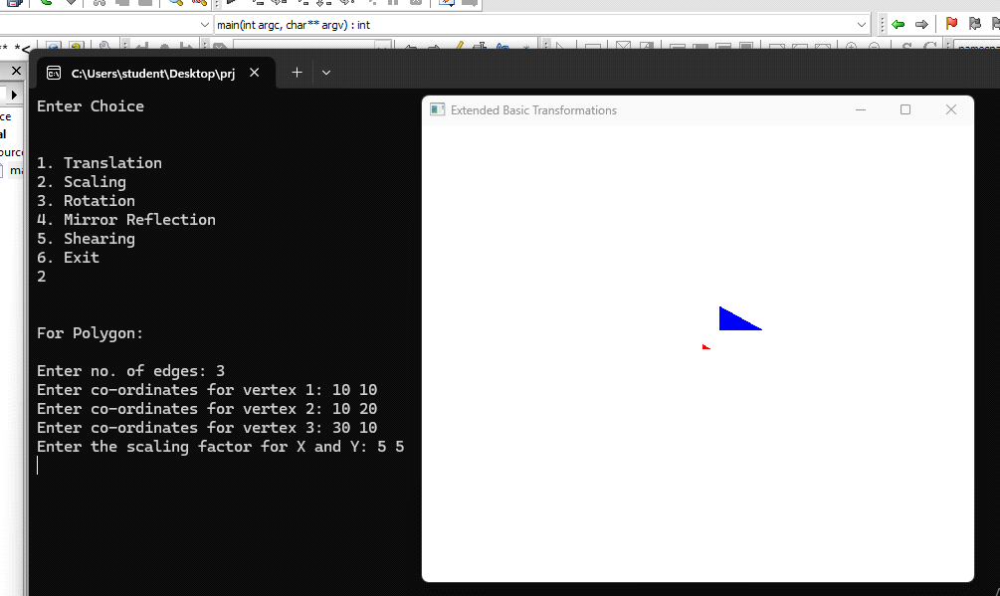 main(int argc, char** argv) : int
C:\Users\student\Desktop\prj
Extended Basic Transformations
Enter Choice
1. Translation
2. Scaling
3. Rotation
4. Mirror Reflection
5. Shearing
6. Exit
2
For Polygon:
Enter no. of edges: 3
Enter co-ordinates for vertex 1: 10 10
Enter co-ordinates for vertex 2: 10 20
Enter co-ordinates for vertex 3: 30 10
Enter the scaling factor for X and Y: 5 5